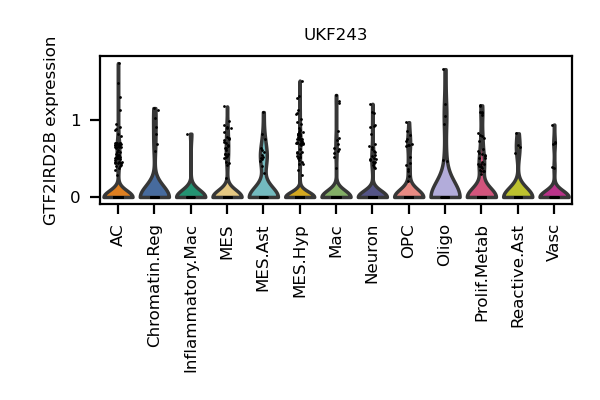 UKF243
GTF2IRD2B expression
1
0
AC
Chromatin.Reg
Inflammatory.Mac
MES
MES.Ast
MES.Hyp
Mac
Neuron
OPC
Oligo
Prolif.Metab
Reactive.Ast
Vasc